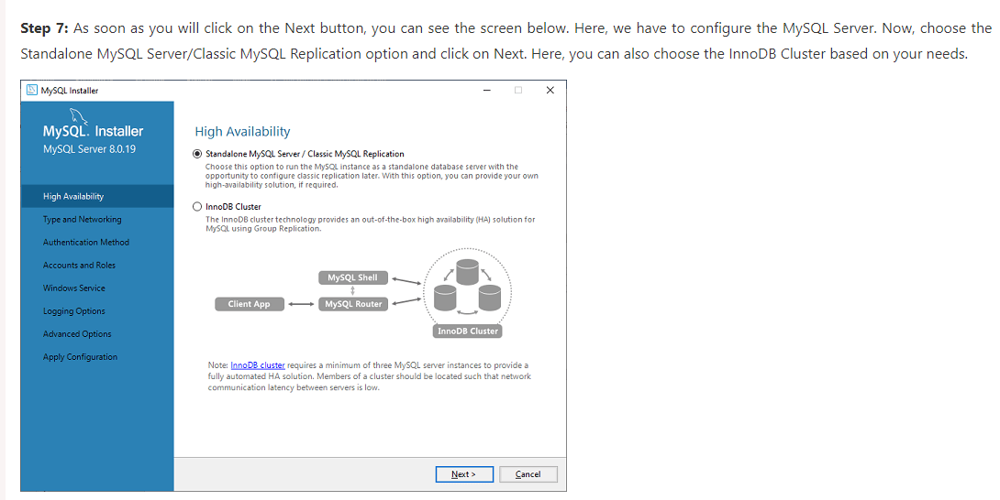 Step 7: As soon as you will click on the Next button, you can see the screen below. Here, we have to configure the MySQL Server. Now, choose the
Standalone MySQL Server/Classic MySQL Replication option and click on Next. Here, you can also choose the InnoDB Cluster based on your needs.
MySQL Installer
MySQL. Installer
MySQL Server 8.0.19
High Availability
Type and Networking
Authentication Method
Accounts and Roles
Windows Service
Logging Options
Advanced Options
Apply Configuration
High Availability
Standalone MySQL Server / Classic MySQL Replication
Choose this option to run the MySQL instance as a standalone database server with the
opportunity to configure classic replication later. With this option, you can provide your own
high-availability solution, if required.
InnoDB Cluster
The InnoDB cluster technology provides an out-of-the-box high availability (HA) solution for
MySQL using Group Replication.
MySQL Shell
Client App
MySQL Router
InnoDB Cluster
Note: InnoDB cluster requires a minimum of three MySQL server instances to provide a
fully automated HA solution. Members of a cluster should be located such that network
communication latency between servers is low.
Next >
Cancel